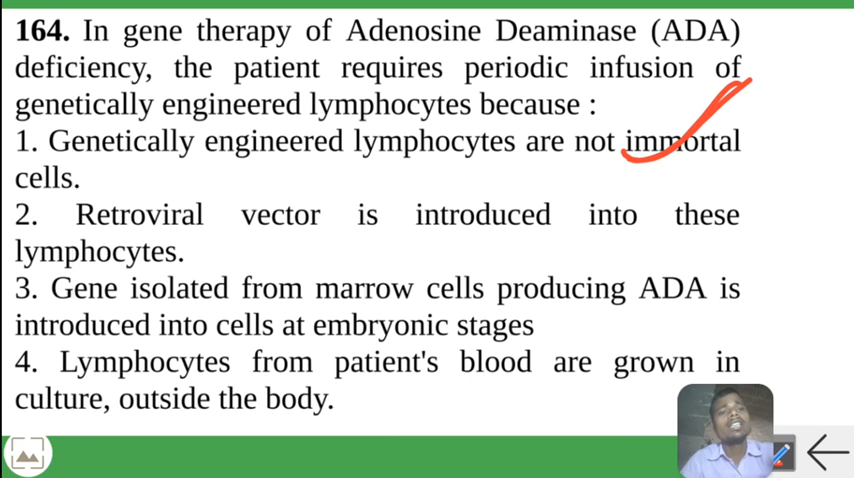 164. In gene therapy of Adenosine Deaminase (ADA)
deficiency, the patient requires periodic infusion of
genetically engineered lymphocytes because :
1. Genetically engineered lymphocytes are not immortal
cells.
2. Retroviral vector is introduced into these
lymphocytes.
3. Gene isolated from marrow cells producing ADA is
introduced into cells at embryonic stages
4. Lymphocytes from patient's blood are grown in
culture, outside the body.